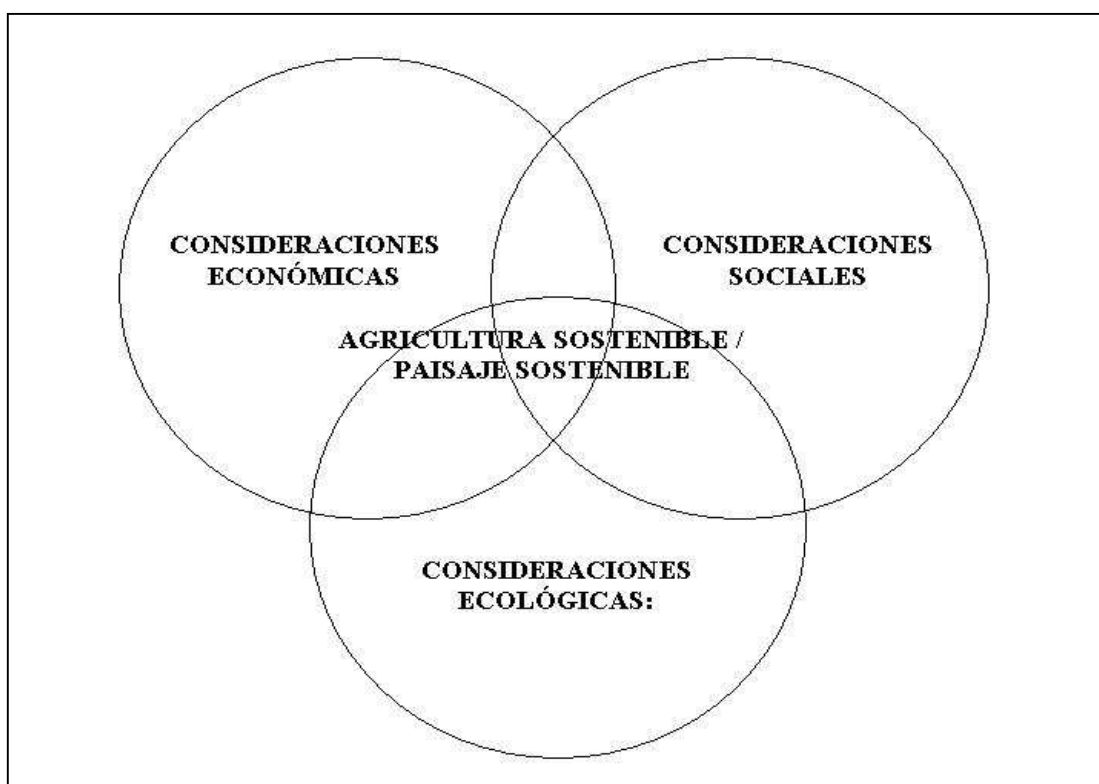 CONSIDERACIONES
ECONÓMICAS
CONSIDERACIONES
SOCIALES
AGRICULTURA SOSTENIBLE /
PAISAJE SOSTENIBLE
CONSIDERACIONES
ECOLÓGICAS: